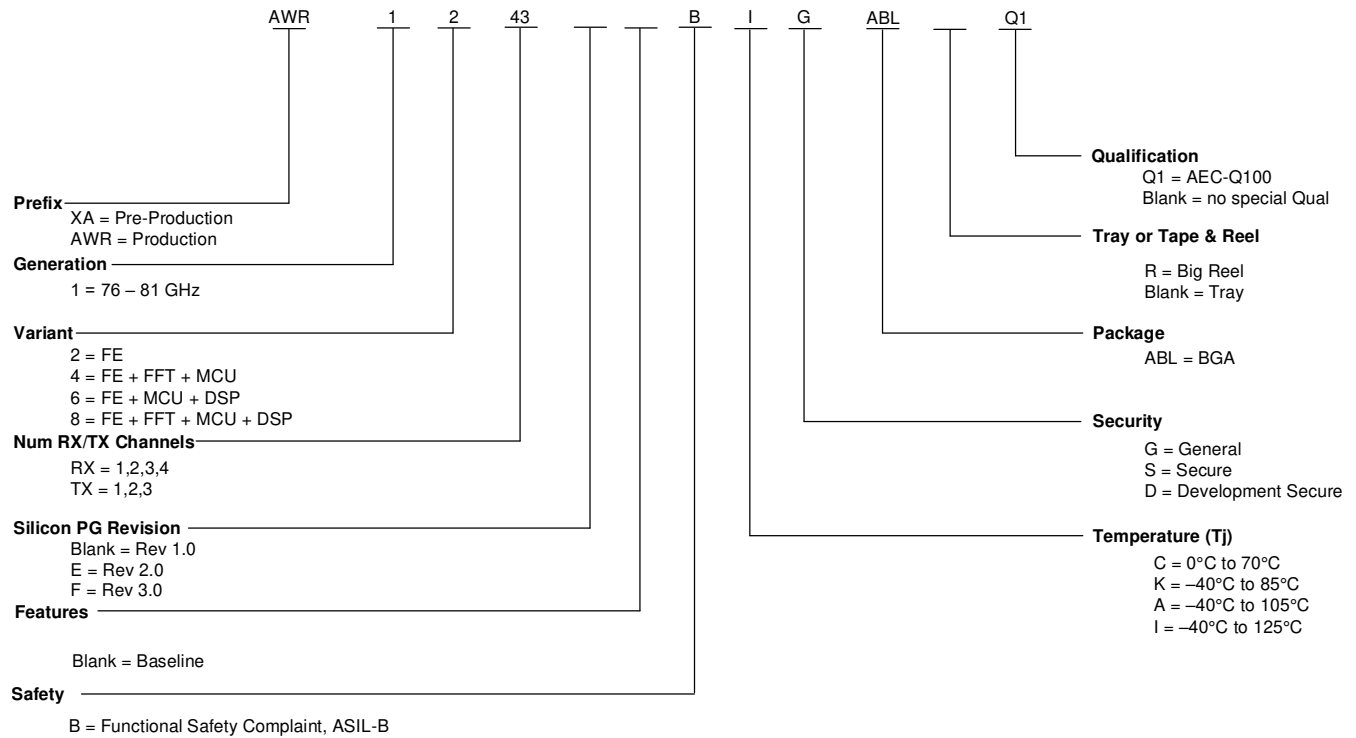 AWR 1 2 43 B I G ABL Q1
Prefix
XA = Pre-Production
AWR = Production
Generation
1 = 76 – 81 GHz
Variant
2 = FE
4 = FE + FFT + MCU
6 = FE + MCU + DSP
8 = FE + FFT + MCU + DSP
Num RX/TX Channels
RX = 1,2,3,4
TX = 1,2,3
Silicon PG Revision
Blank = Rev 1.0
E = Rev 2.0
F = Rev 3.0
Features
Blank = Baseline
Safety
B = Functional Safety Complaint, ASIL-B
Qualification
Q1 = AEC-Q100
Blank = no special Qual
Tray or Tape & Reel
R = Big Reel
Blank = Tray
Package
ABL = BGA
Security
G = General
S = Secure
D = Development Secure
Temperature (Tj)
C = 0°C to 70°C
K = –40°C to 85°C
A = –40°C to 105°C
I = –40°C to 125°C